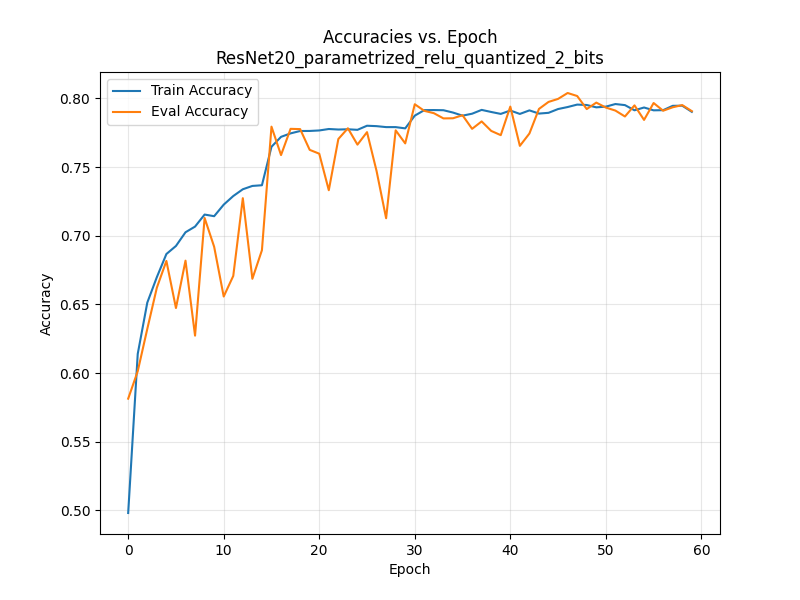 Accuracies vs. Epoch
ResNet20_parametrized_relu_quantized_2_bits
Train Accuracy
Eval Accuracy
0.80
0.75
0.70
0.65
0.60
0.55
0.50
Accuracy
0 10 20 30 40 50 60
Epoch